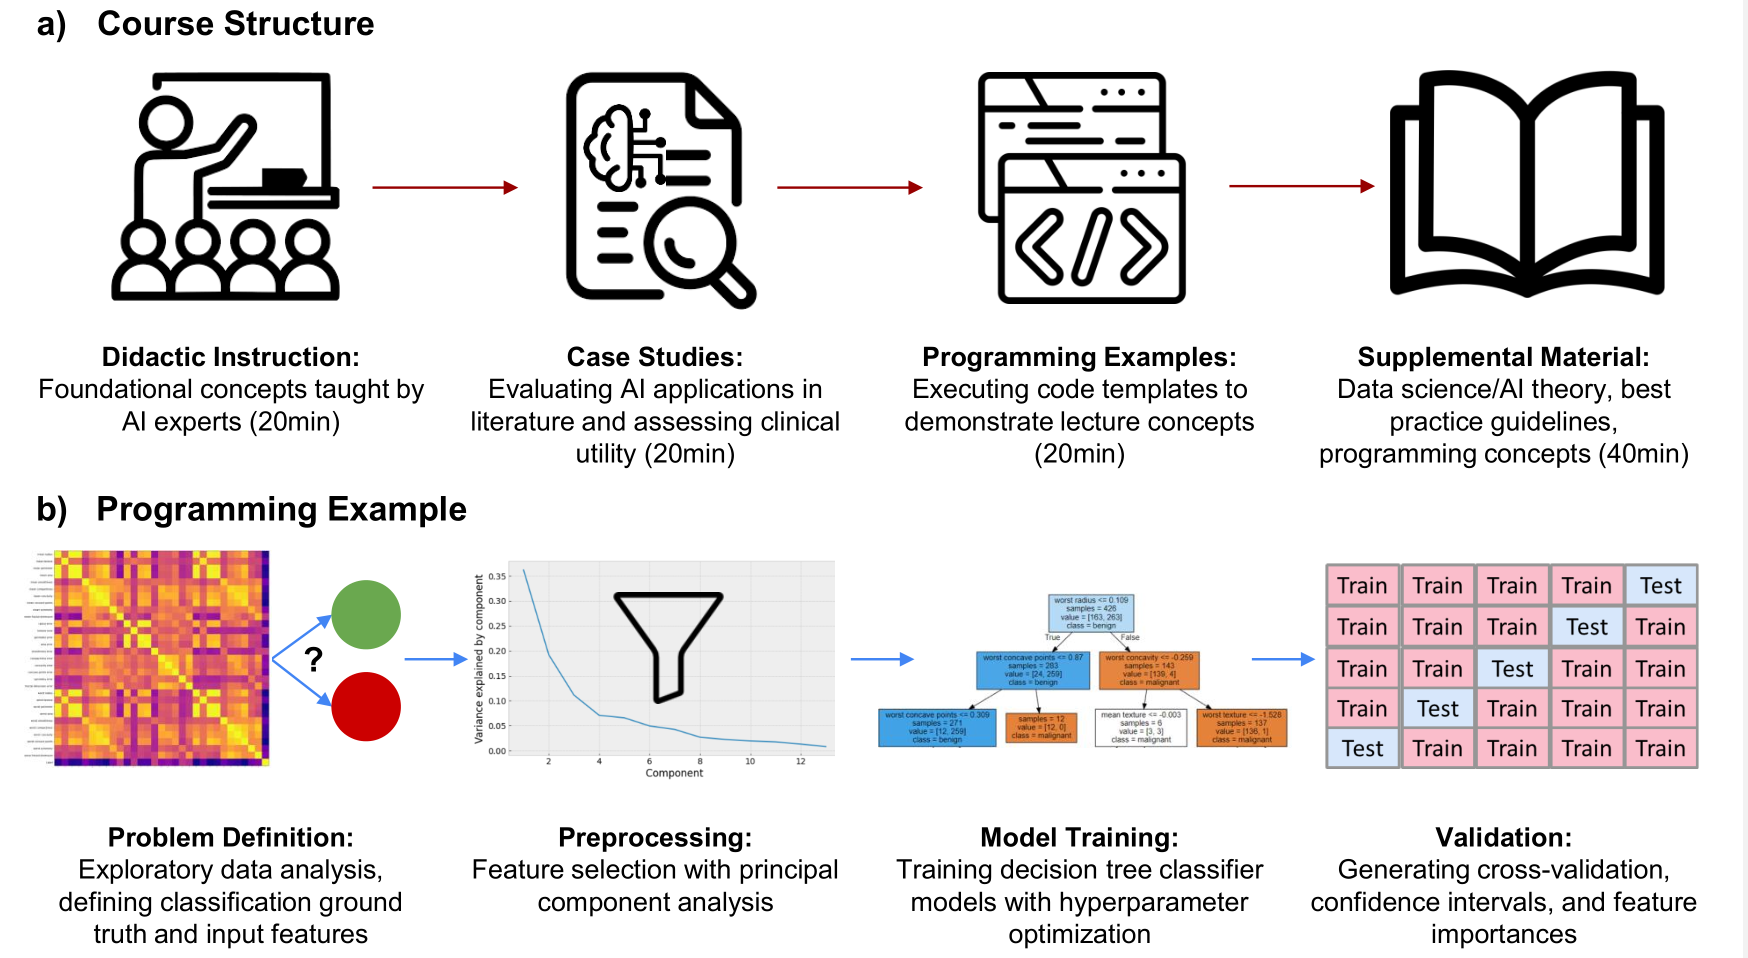 a) Course Structure
Didactic Instruction:
Foundational concepts taught by
AI experts (20min)
Case Studies:
Evaluating AI applications in
literature and assessing clinical
utility (20min)
Programming Examples:
Executing code templates to
demonstrate lecture concepts
(20min)
Supplemental Material:
Data science/AI theory, best
practice guidelines,
programming concepts (40min)
b) Programming Example
?
Variance explained by component
0.35
0.30
0.25
0.20
0.15
0.10
0.05
0.00
2 4 6 8 10 12
Component
worst radius <= 0.109
samples = 426
value = [163, 263]
class = benign
True
False
worst concave points <= 0.87
samples = 283
value = [24, 259]
class = benign
worst concavity <= -0.259
samples = 143
value = [139, 4]
class = malignant
worst concave points <= 0.309
samples = 271
value = [12, 259]
class = benign
samples = 12
value = [12, 0]
class = malignant
mean texture <= -0.003
samples = 6
value = [3, 3]
class = malignant
worst texture <= -1.528
samples = 137
value = [136, 1]
class = malignant
Train Train Train Train Test
Train Train Train Test Train
Train Train Test Train Train
Train Test Train Train Train
Test Train Train Train Train
Problem Definition:
Exploratory data analysis,
defining classification ground
truth and input features
Preprocessing:
Feature selection with principal
component analysis
Model Training:
Training decision tree classifier
models with hyperparameter
optimization
Validation:
Generating cross-validation,
confidence intervals, and feature
importances